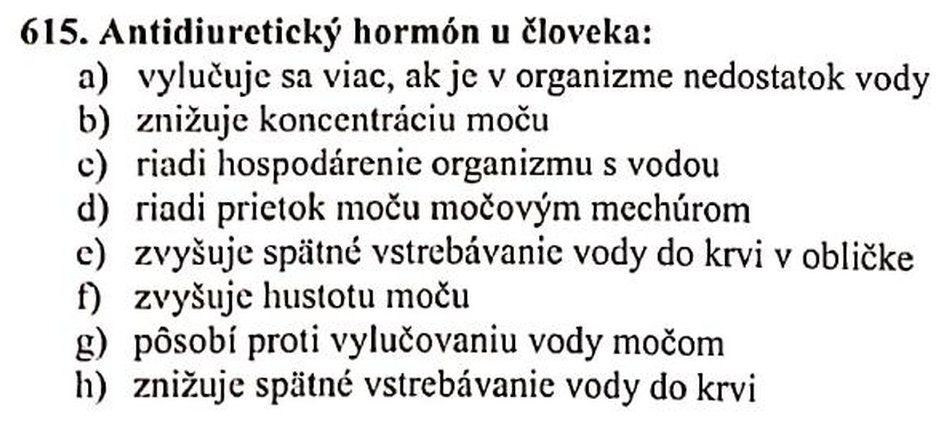 615. Antidiuretický hormón u človeka:
a) vylučuje sa viac, ak je v organizme nedostatok vody
b) znižuje koncentráciu moču
c) riadi hospodárenie organizmu s vodou
d) riadi prietok moču močovým mechúrom
e) zvyšuje spätné vstrebávanie vody do krvi v obličke
f) zvyšuje hustotu moču
g) pôsobí proti vylučovaniu vody močom
h) znižuje spätné vstrebávanie vody do krvi